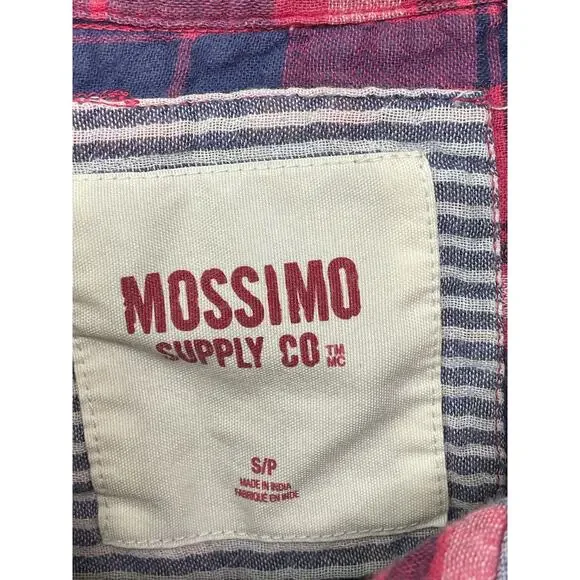 MOSSIMO
SUPPLY CO TM MC
S/P
MADE IN INDIA
FABRIQUÉ EN INDE